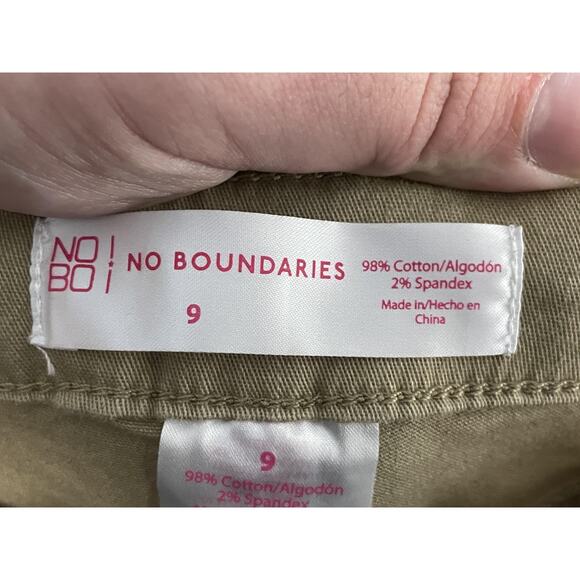 NO!
BO¡
NO BOUNDARIES
9
98% Cotton/Algodón
2% Spandex
Made in/Hecho en
China
9
98% Cotton/Algodón
2% Spandex